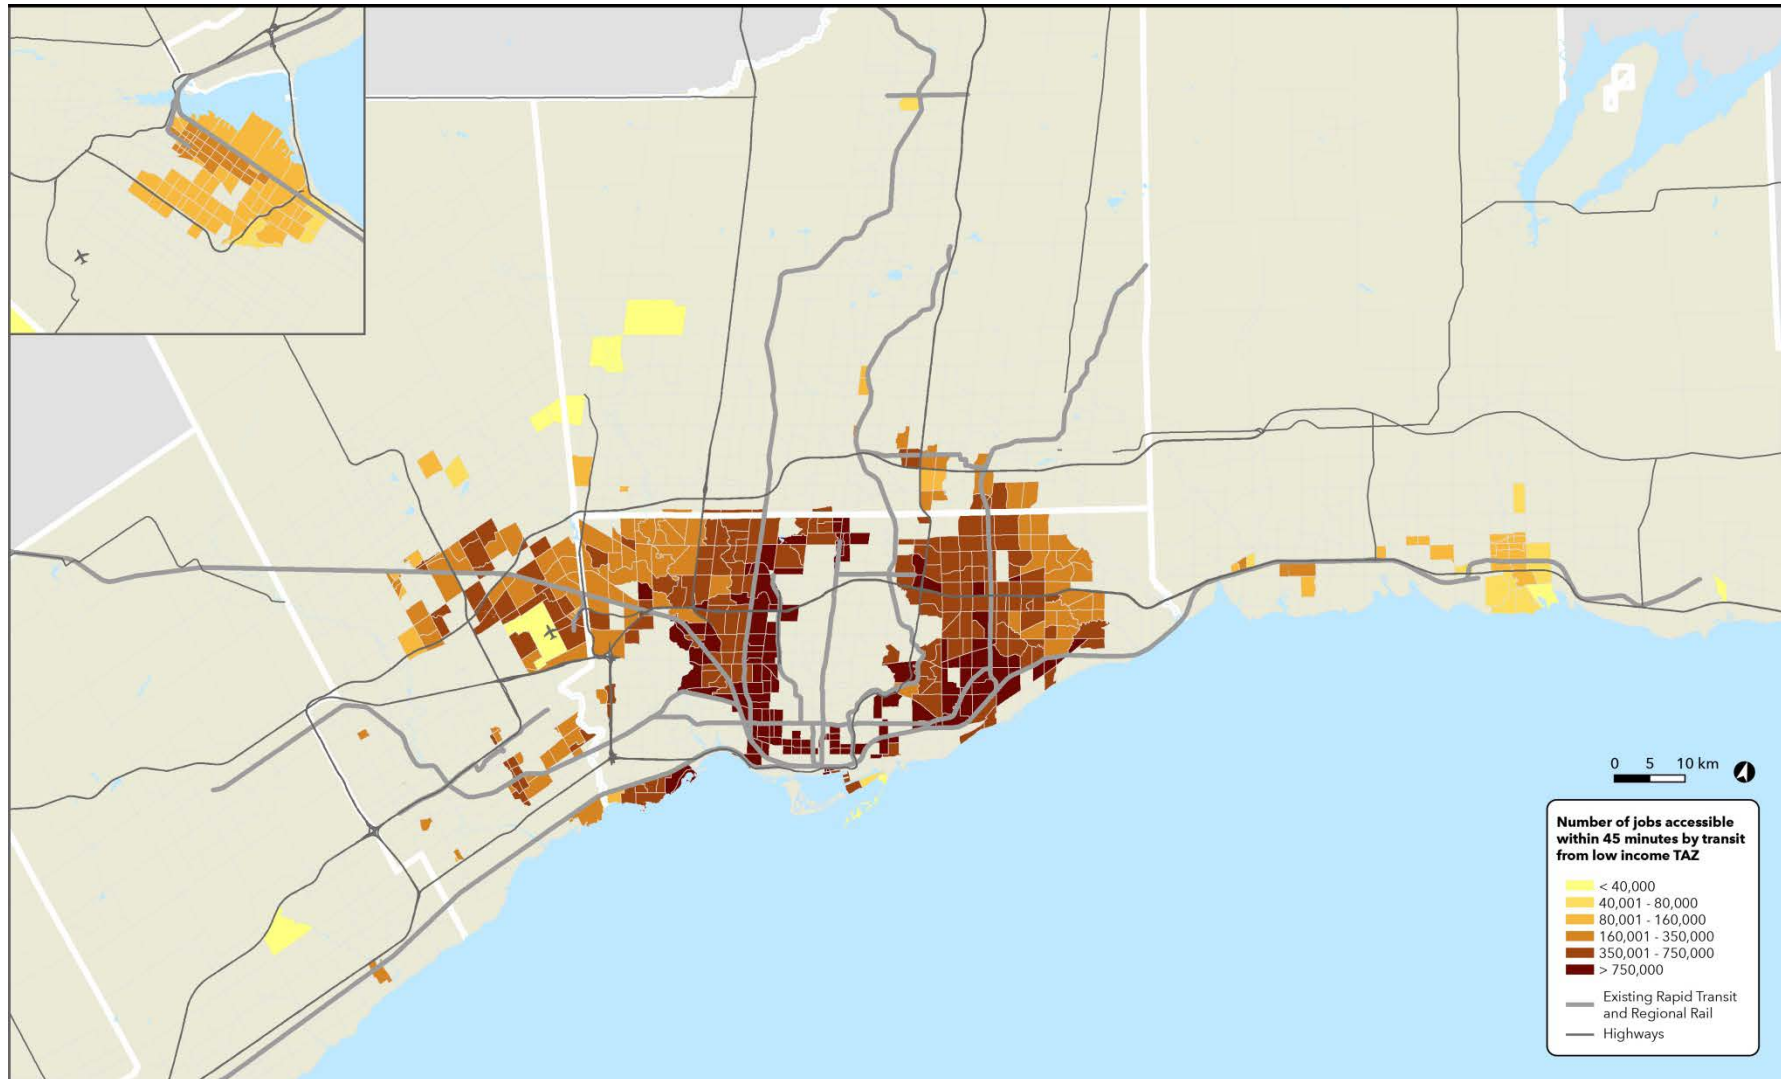 0 5 10 km
Number of jobs accessible
within 45 minutes by transit
from low income TAZ
< 40,000
40,001 - 80,000
80,001 - 160,000
160,001 - 350,000
350,001 - 750,000
> 750,000
Existing Rapid Transit
and Regional Rail
Highways